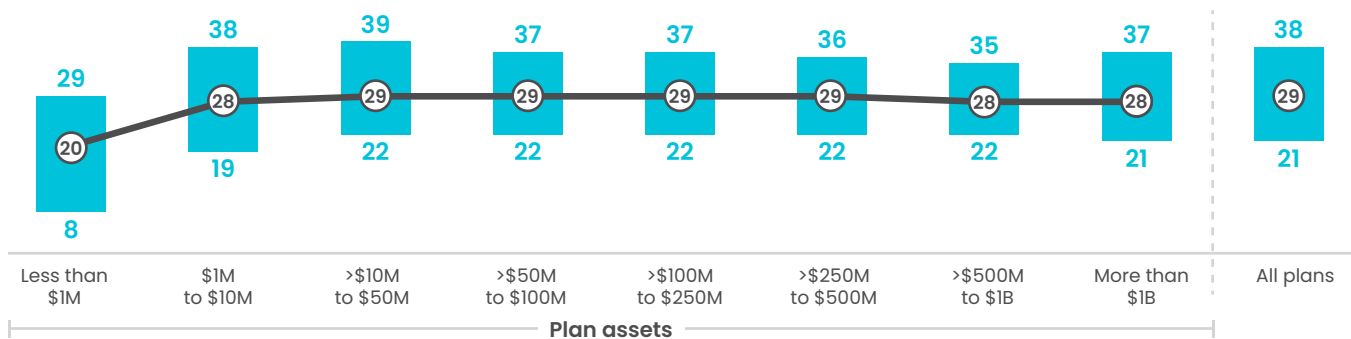 29 38 39 37 37 36 35 37 38
20 28 29 29 29 29 28 28 29
8 19 22 22 22 22 22 21 21
Less than $1M to $10M >$10M to $50M >$50M to $100M >$100M to $250M >$250M to $500M >$500M to $1B More than $1B All plans
$1M
Plan assets